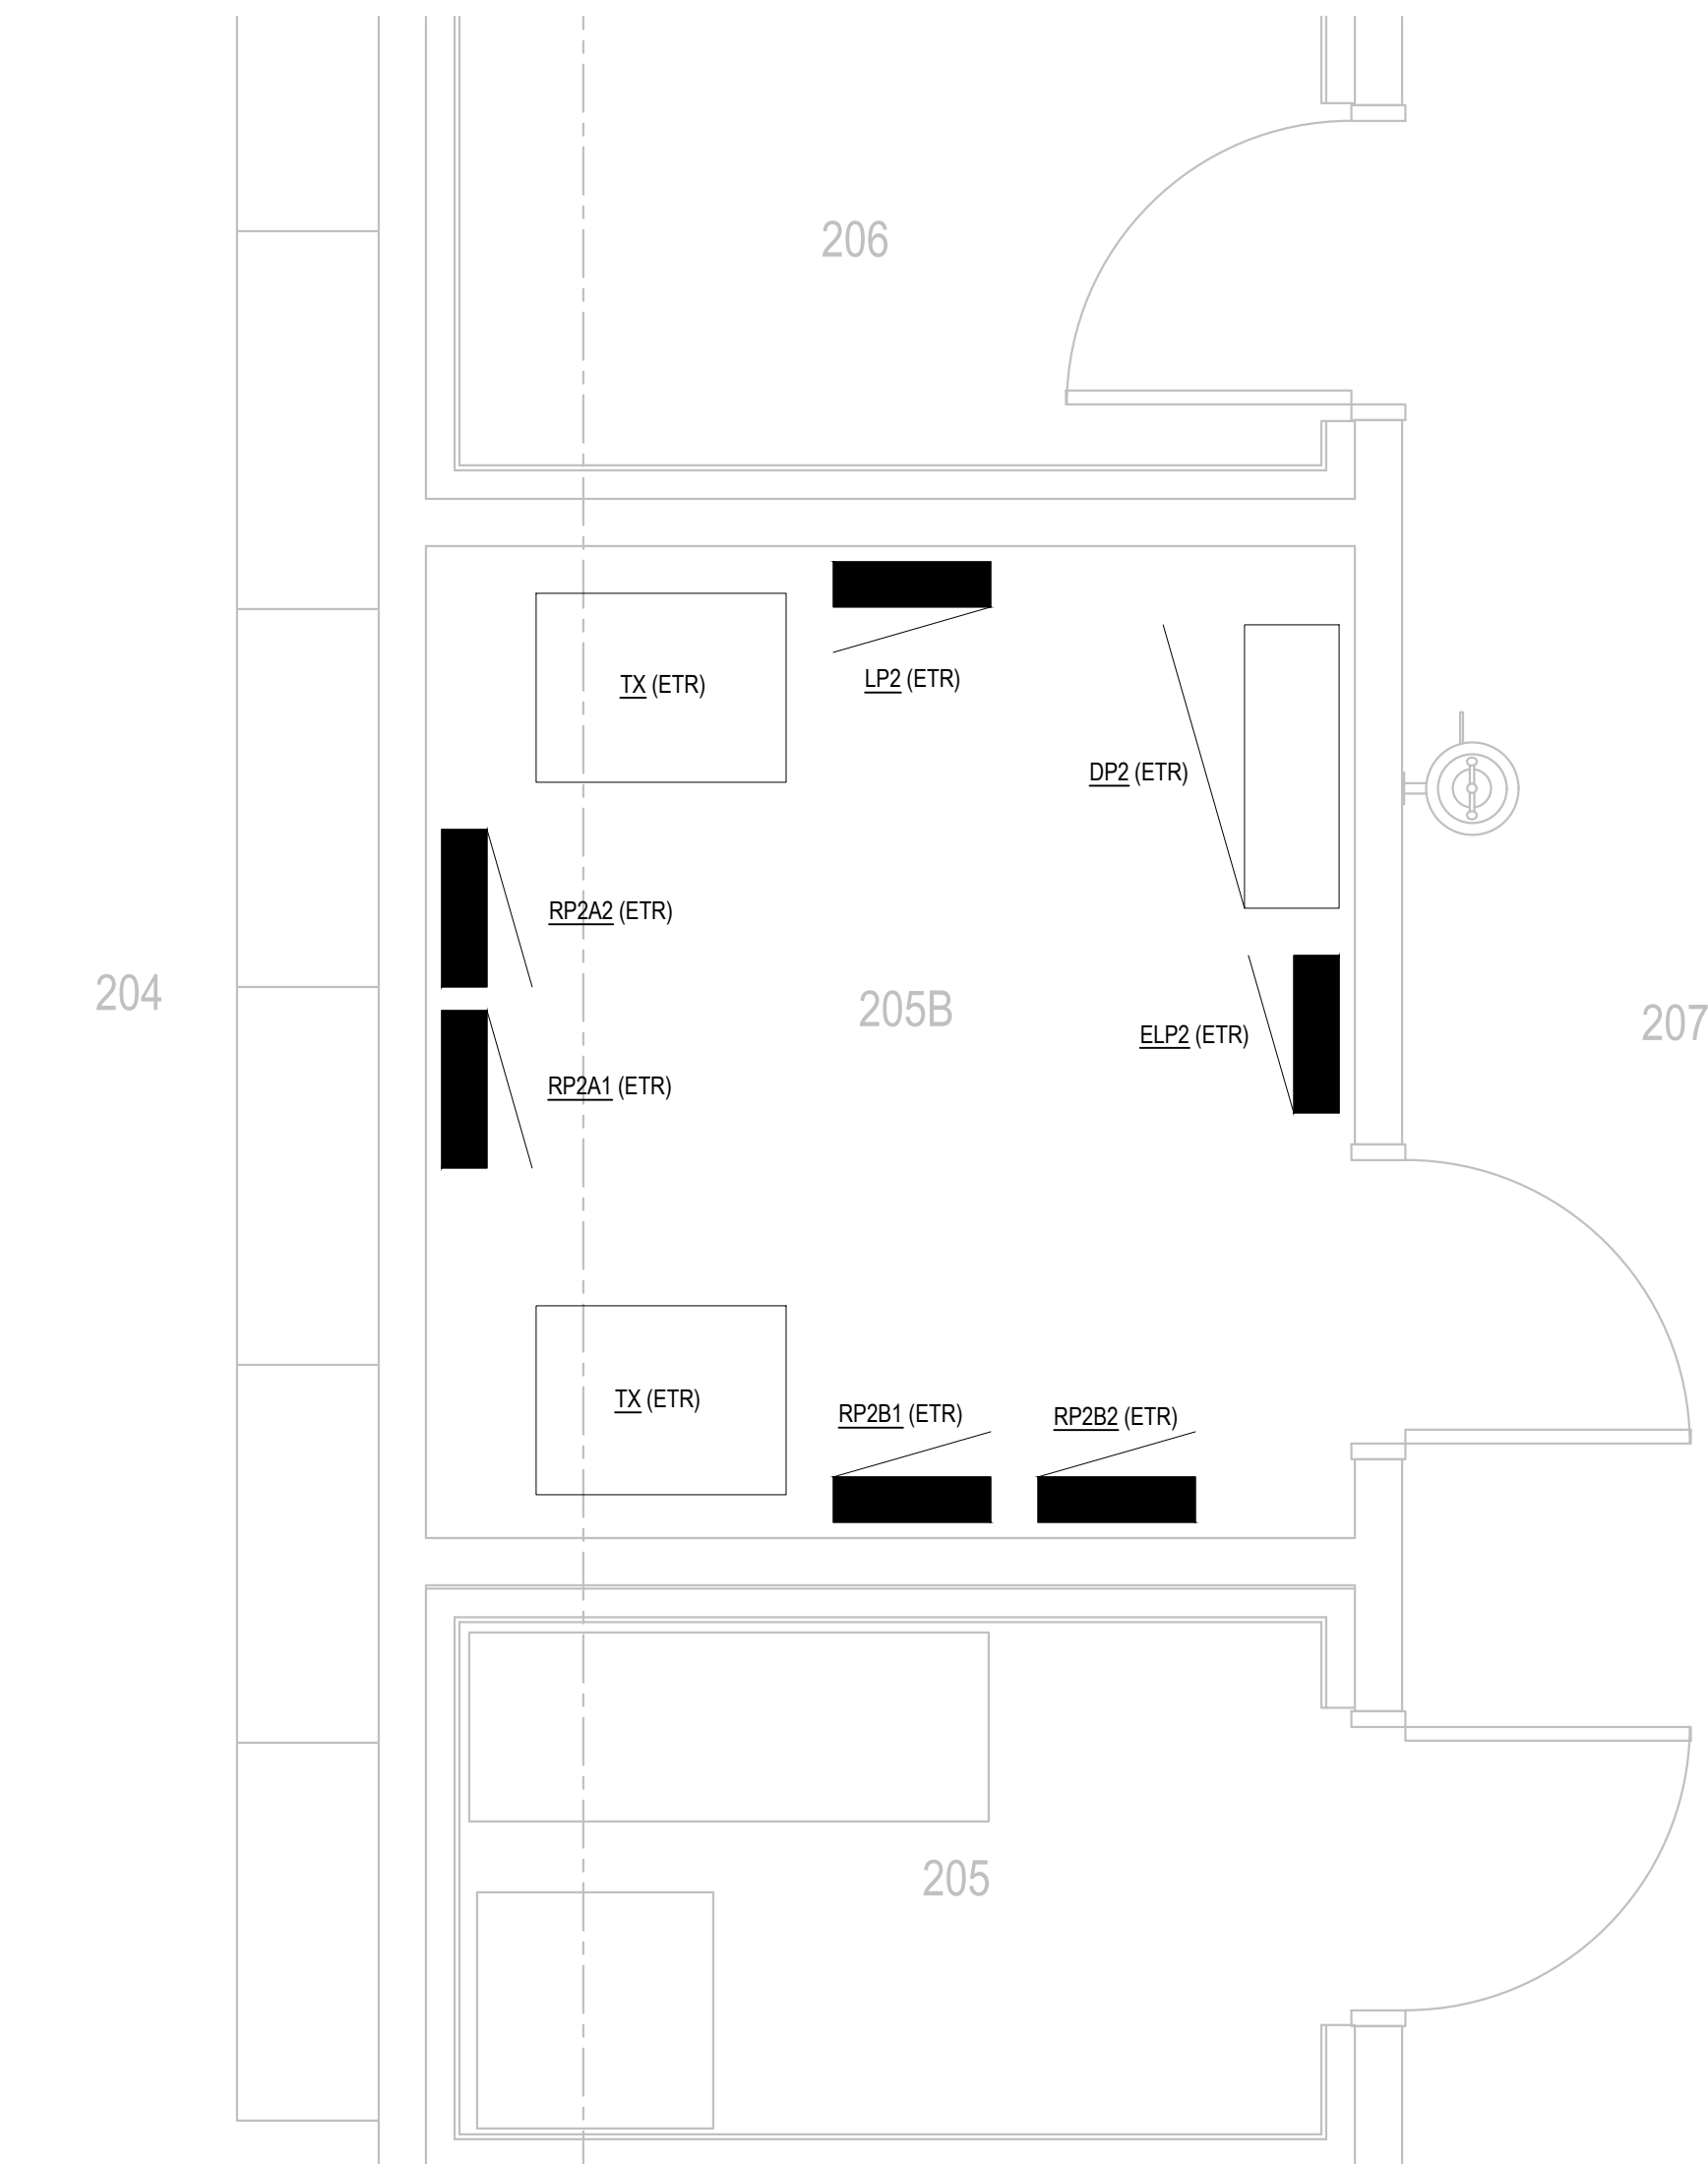 206
TX (ETR)
LP2 (ETR)
DP2 (ETR)
RP2A2 (ETR)
204
205B
207
ELP2 (ETR)
RP2A1 (ETR)
TX (ETR)
RP2B1 (ETR)
RP2B2 (ETR)
205